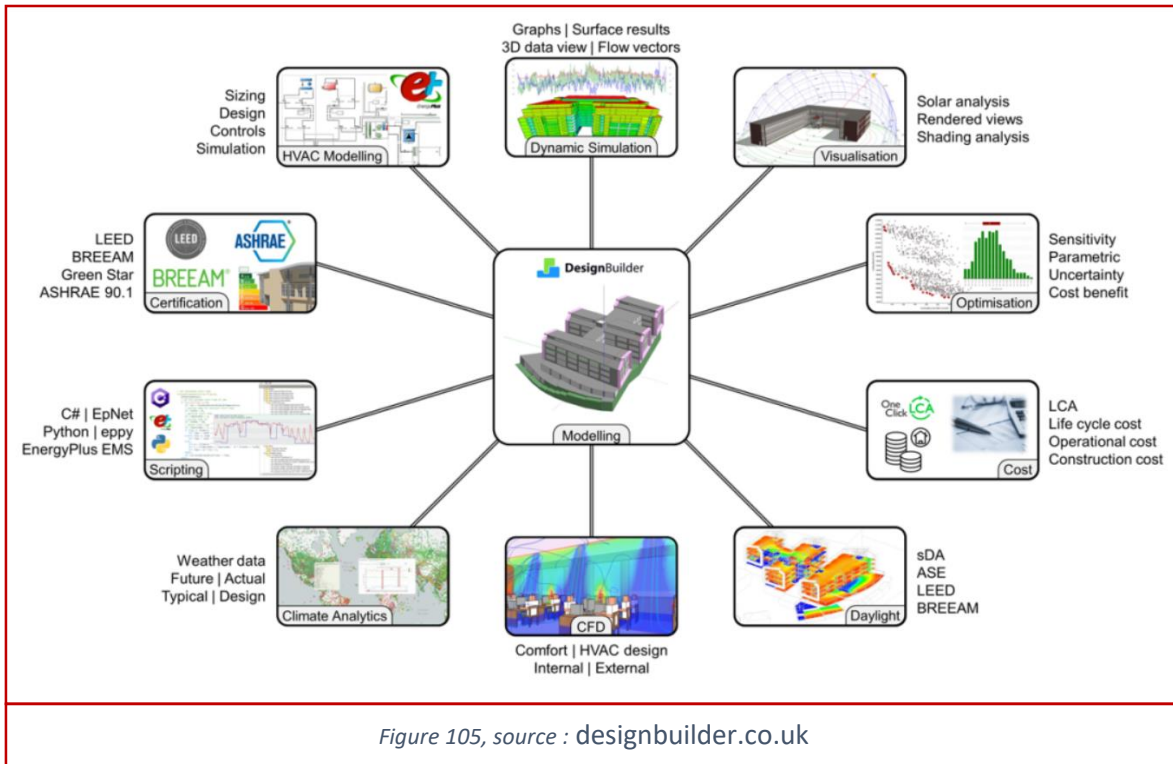 Graphs | Surface results
3D data view | Flow vectors
Dynamic Simulation
Sizing
Design
Controls
Simulation
HVAC Modelling
Solar analysis
Rendered views
Shading analysis
Visualisation
LEED
BREEAM
Green Star
ASHRAE 90.1
LEED
ASHRAE
BREEAM®
Certification
DesignBuilder
Modelling
Sensitivity
Parametric
Uncertainty
Cost benefit
Optimisation
C# | EpNet
Python | eppy
EnergyPlus EMS
Scripting
One
Click LCA
Cost
LCA
Life cycle cost
Operational cost
Construction cost
Weather data
Future | Actual
Typical | Design
Climate Analytics
CFD
Comfort | HVAC design
Internal | External
Daylight
sDA
ASE
LEED
BREEAM
Figure 105, source : designbuilder.co.uk